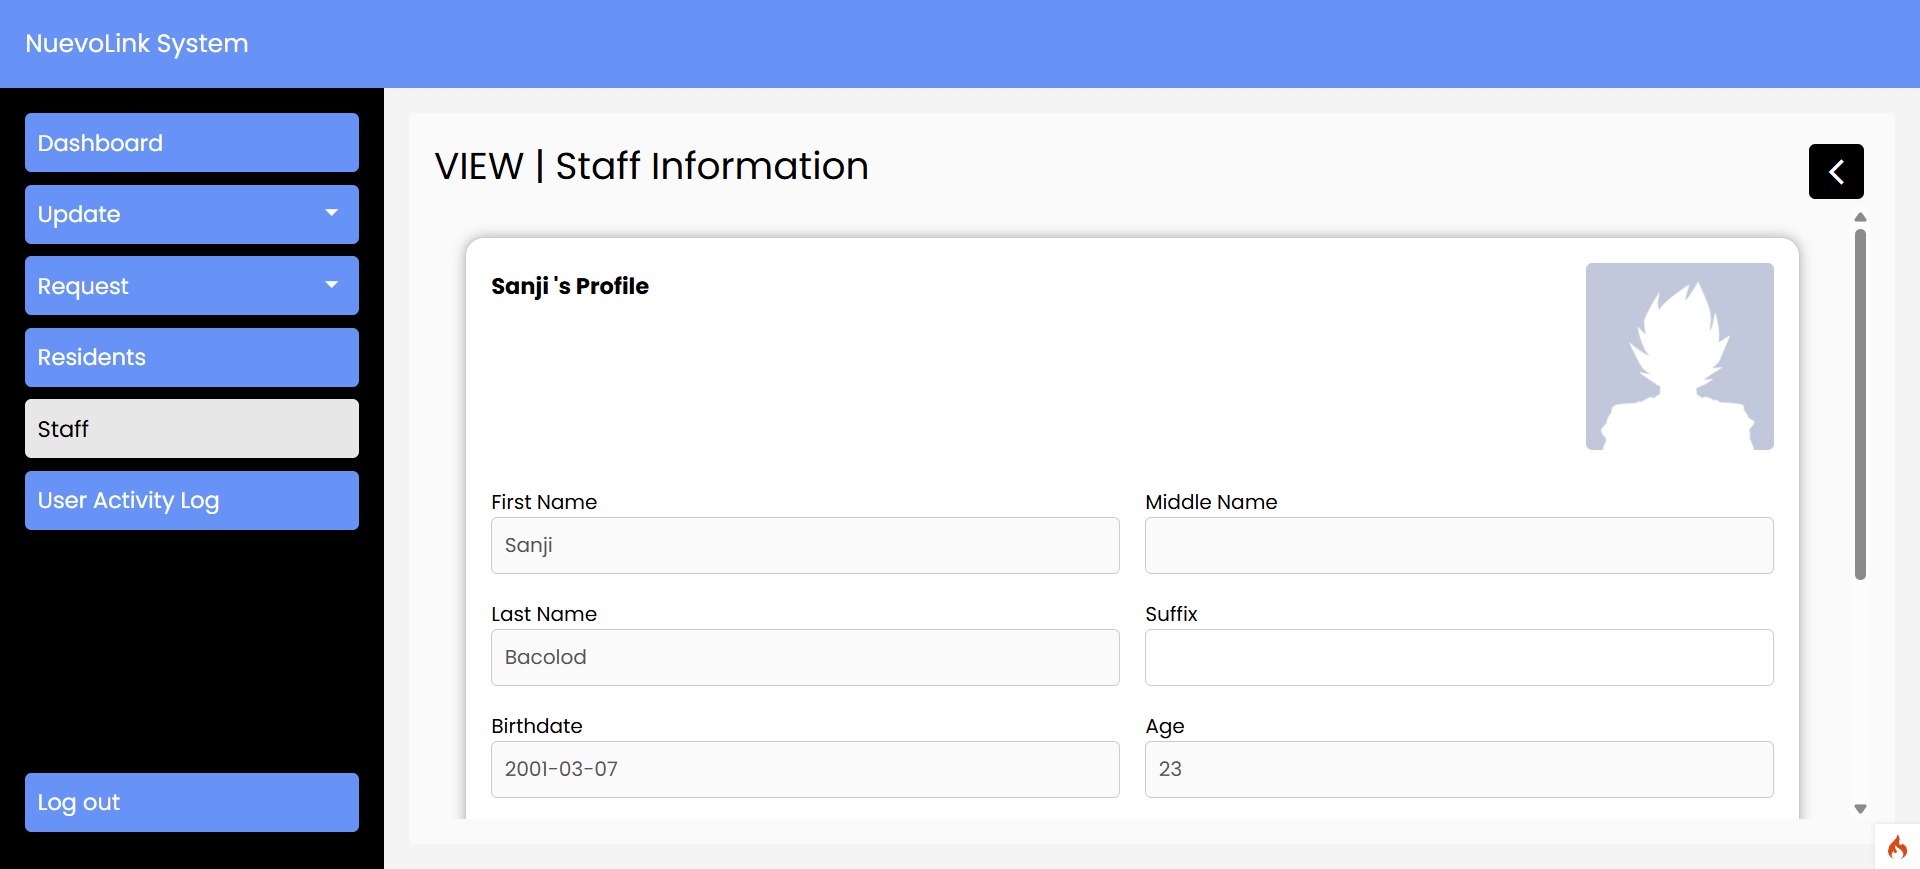 NuevoLink System
Dashboard
Update
Request
Residents
Staff
User Activity Log
Log out
VIEW | Staff Information
Sanji 's Profile
First Name
Middle Name
Sanji
Last Name
Suffix
Bacolod
Birthdate
Age
2001-03-07
23